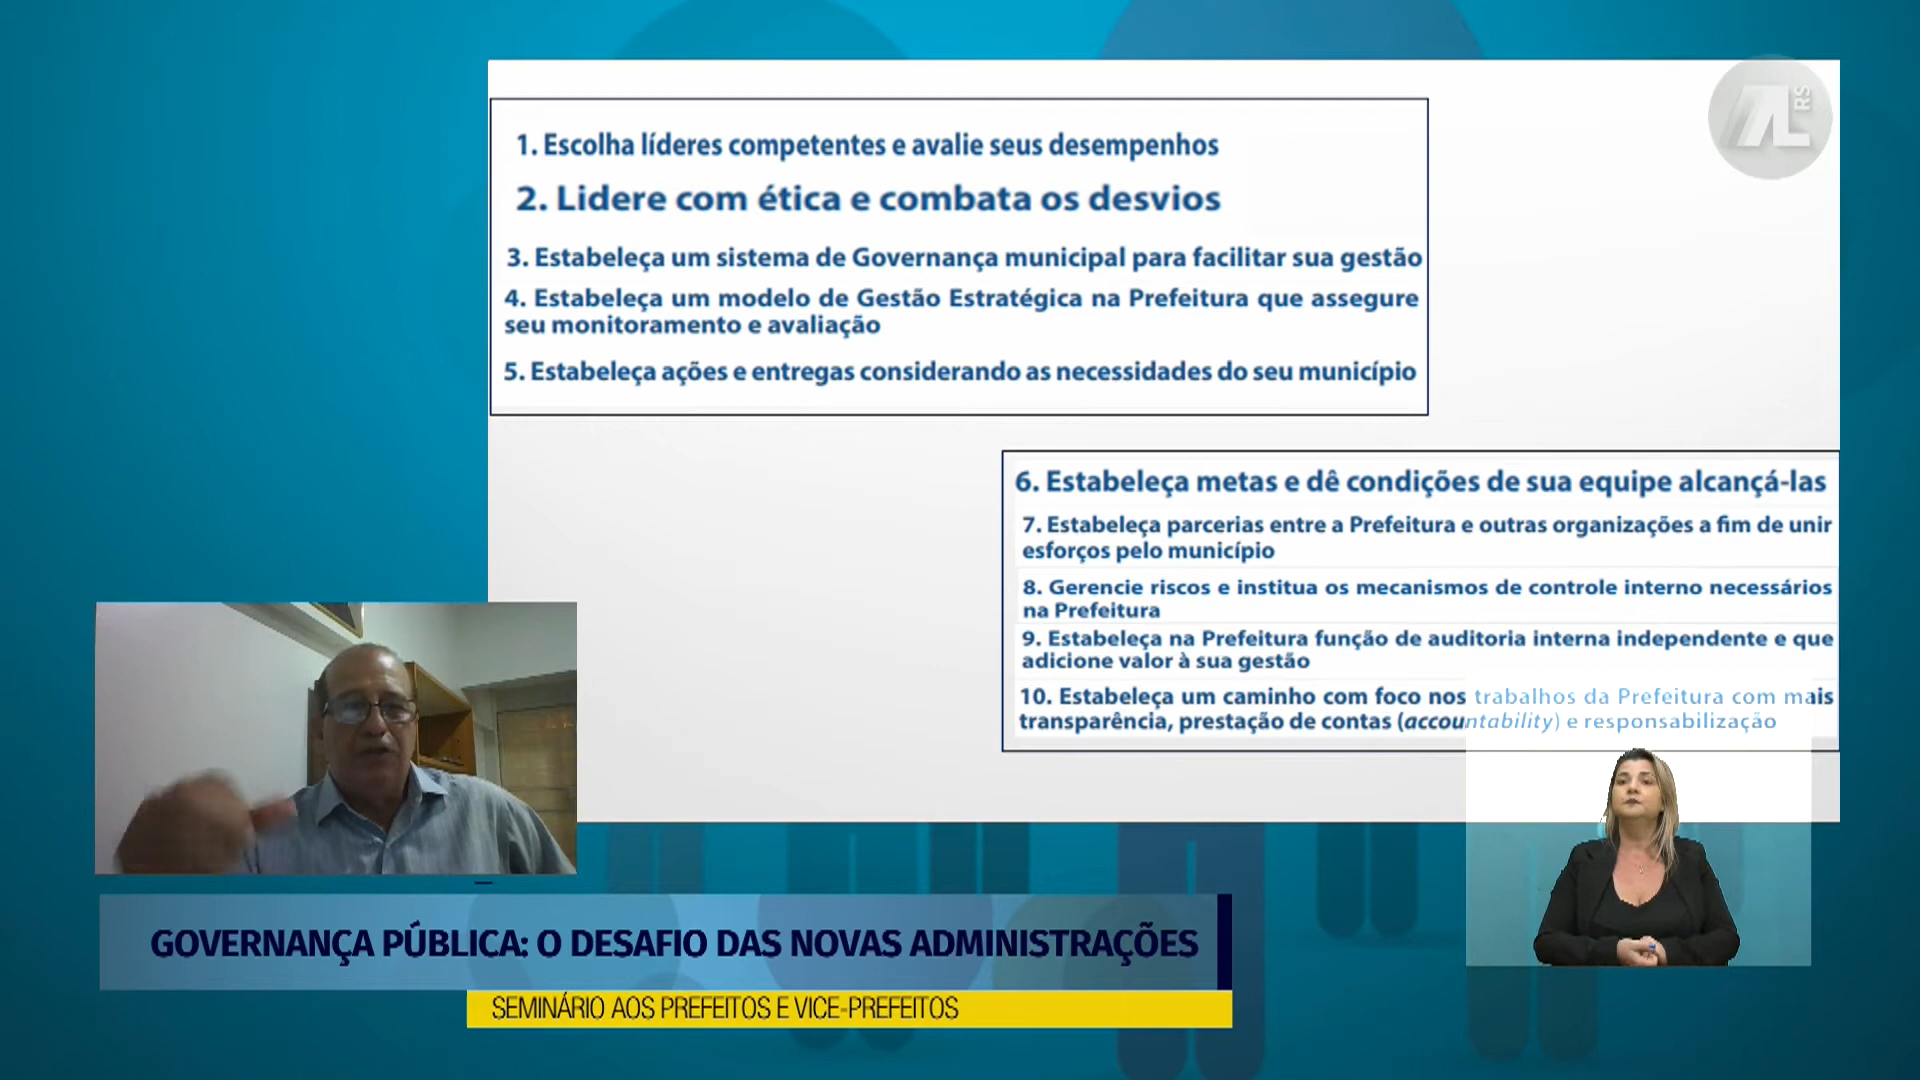 1. Escolha líderes competentes e avalie seus desempenhos
2. Lidere com ética e combata os desvios
3. Estabeleça um sistema de Governança municipal para facilitar sua gestão
4. Estabeleça um modelo de Gestão Estratégica na Prefeitura que assegure
seu monitoramento e avaliação
5. Estabeleça ações e entregas considerando as necessidades do seu município
6. Estabeleça metas e dê condições de sua equipe alcançá-las
7. Estabeleça parcerias entre a Prefeitura e outras organizações a fim de unir
esforços pelo município
8. Gerencie riscos e institua os mecanismos de controle interno necessários
na Prefeitura
9. Estabeleça na Prefeitura função de auditoria interna independente e que
adicione valor à sua gestão
10. Estabeleça um caminho com foco nos trabalhos da Prefeitura com mais
transparência, prestação de contas (accountability) e responsabilização
AL RS
GOVERNANÇA PÚBLICA: O DESAFIO DAS NOVAS ADMINISTRAÇÕES
SEMINÁRIO AOS PREFEITOS E VICE-PREFEITOS